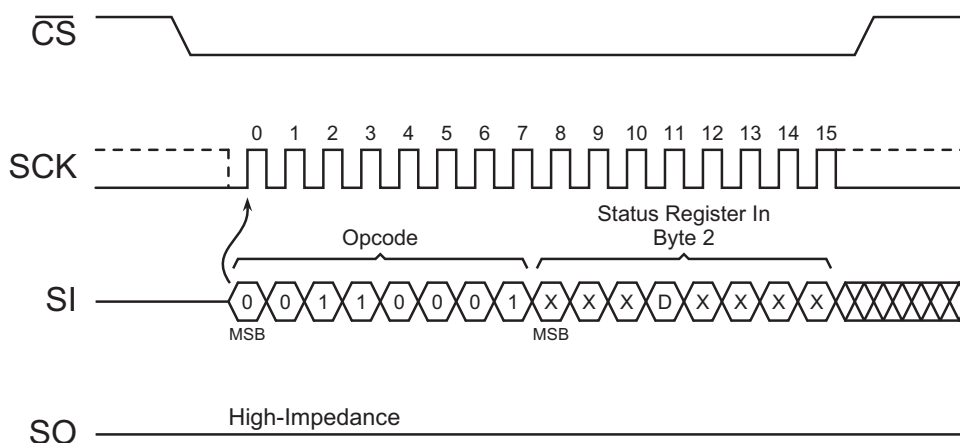 CS
0 1 2 3 4 5 6 7 8 9 10 11 12 13 14 15
SCK
Status Register In
Byte 2
Opcode
SI
0 0 1 1 0 0 0 1 X X X D X X X X
MSB MSB
High-Impedance
SO